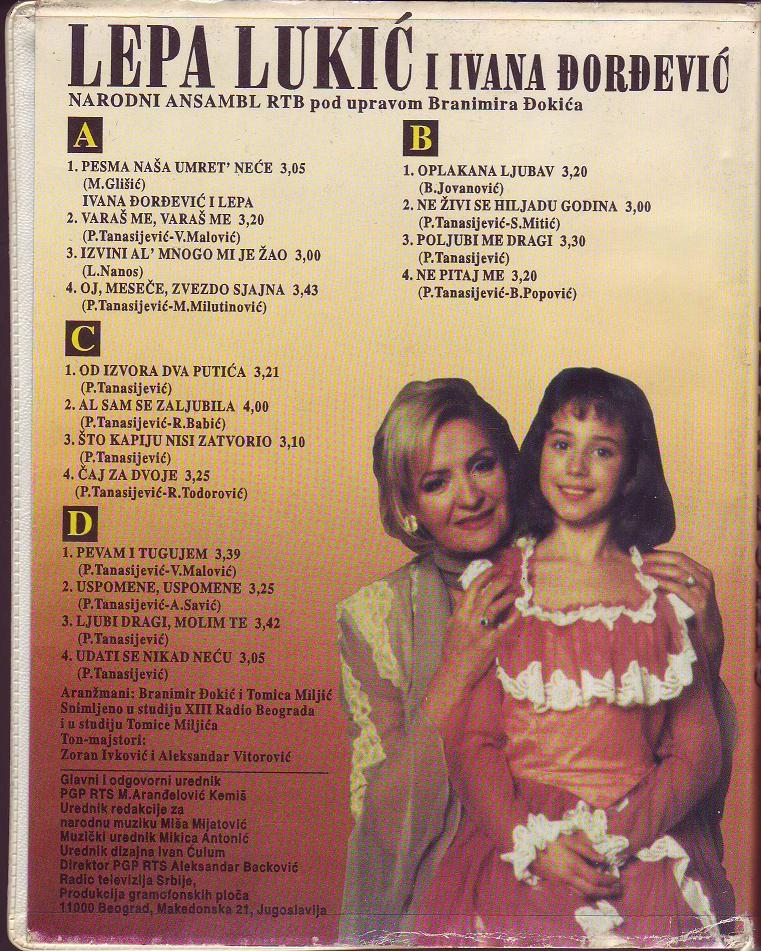 LEPA LUKIĆ I IVANA ĐORĐEVIĆ
NARODNI ANSAMBL RTB pod upravom Branimira Đokića
A
1. PESMA NAŠA UMRET' NEĆE 3,05
(M.Glišić)
IVANA ĐORĐEVIĆ I LEPA
2. VARAŠ ME, VARAŠ ME 3,20
(P.Tanasijević-V.Malović)
3. IZVINI AL' MNOGO MI JE ŽAO 3,00
(L.Nanos)
4. OJ, MESEČE, ZVEZDO SJAJNA 3,43
(P.Tanasijević-M.Milutinović)
B
1. OPLAKANA LJUBAV 3,20
(B.Jovanović)
2. NE ŽIVI SE HILJADU GODINA 3,00
(P.Tanasijević-S.Mitić)
3. POLJUBI ME DRAGI 3,30
(P.Tanasijević)
4. NE PITAJ ME 3,20
(P.Tanasijević-B.Popović)
C
1. OD IZVORA DVA PUTIĆA 3,21
(P.Tanasijević)
2. AL SAM SE ZALJUBILA 4,00
(P.Tanasijević-R.Babić)
3. ŠTO KAPIJU NISI ZATVORIO 3,10
(P.Tanasijević)
4. ČAJ ZA DVOJE 3,25
(P.Tanasijević-R.Todorović)
D
1. PEVAM I TUGUJEM 3,39
(P.Tanasijević-V.Malović)
2. USPOMENE, USPOMENE 3,25
(P.Tanasijević-A.Savić)
3. LJUBI DRAGI, MOLIM TE 3,42
(P.Tanasijević)
4. UDATI SE NIKAD NEĆU 3,05
(P.Tanasijević)
Aranžmani: Branimir Đokić i Tomica Miljić
Snimljeno u studiju XIII Radio Beograda
i u studiju Tomice Miljića
Ton-majstori:
Zoran Ivković i Aleksandar Vitorović
Glavni i odgovorni urednik
PGP RTS M.Aranđelović Kemiš
Urednik redakcije za
narodnu muziku Miša Mijatović
Muzički urednik Mikica Antonić
Urednik dizajna Ivan Ćulum
Direktor PGP RTS Aleksandar Backović
Radio televizija Srbije,
Produkcija gramofonskih ploča
11000 Beograd, Makedonska 21, Jugoslavija